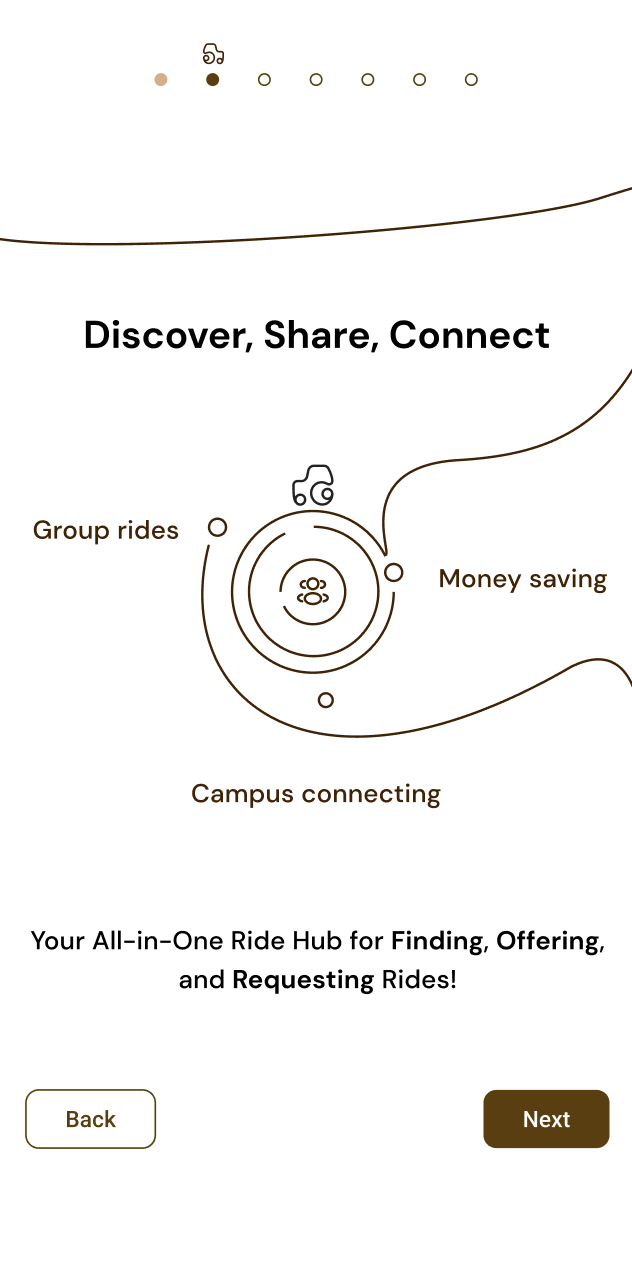 Discover, Share, Connect
Group rides
Money saving
Campus connecting
Your All-in-One Ride Hub for Finding, Offering,
and Requesting Rides!
Back
Next